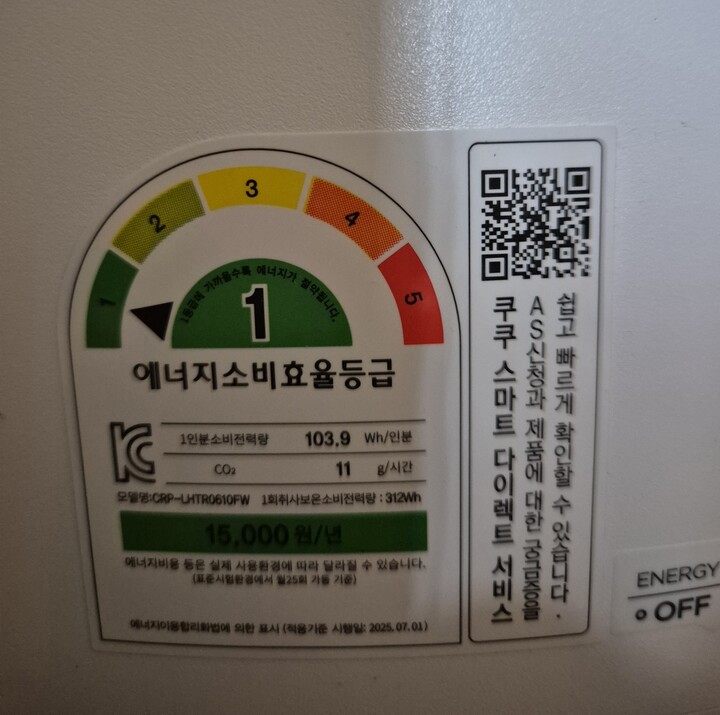 1
2
3
4
5
1등급에 가까울수록 에너지가 절약됩니다.
1
에너지소비효율등급
1인분소비전력량 103.9 Wh/인분
CO₂ 11 g/시간
모델명:CRP-LHTR0610FW 1회취사보온소비전력량 : 312Wh
15,000원/년
에너지비용 등은 실제 사용환경에 따라 달라질 수 있습니다.
(표준시험환경에서 월25회 가동 기준)
에너지이용합리화법에 의한 표시 (적용기준 시행일: 2025.07.01)
쉽고 빠르게 확인할 수 있습니다.
AS신청과 제품에 대한 궁금증을
쿠쿠 스마트 다이렉트 서비스
ENERGY
OFF